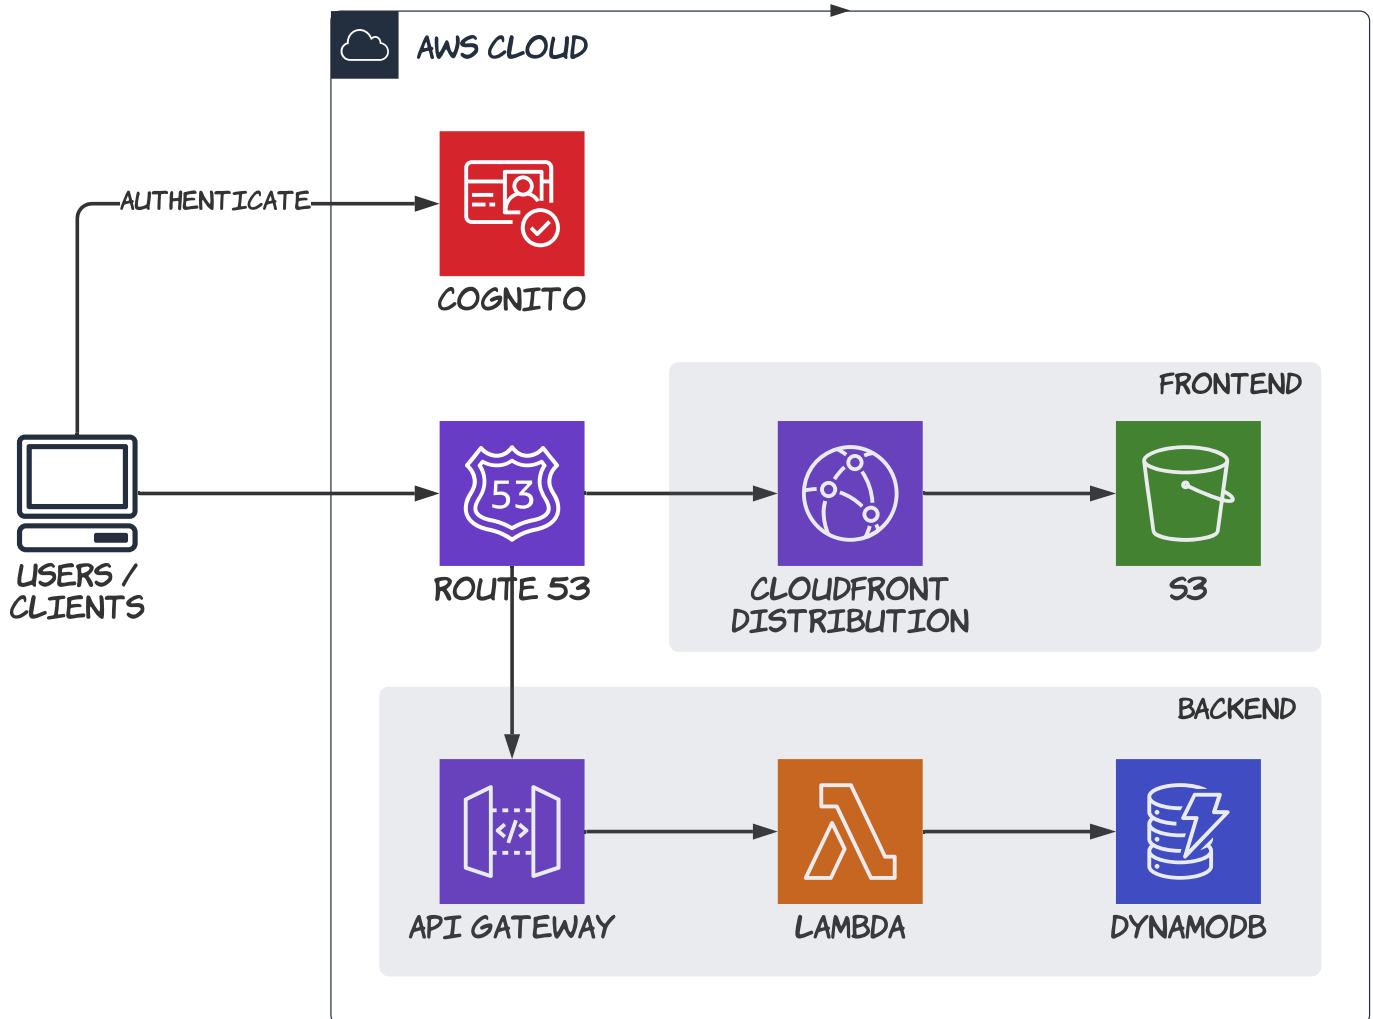 AWS CLOUD
AUTHENTICATE
COGNITO
FRONTEND
53
USERS /
CLIENTS
ROUTE 53
CLOUDFRONT
DISTRIBUTION
S3
BACKEND
</>
API GATEWAY
LAMBDA
DYNAMODB